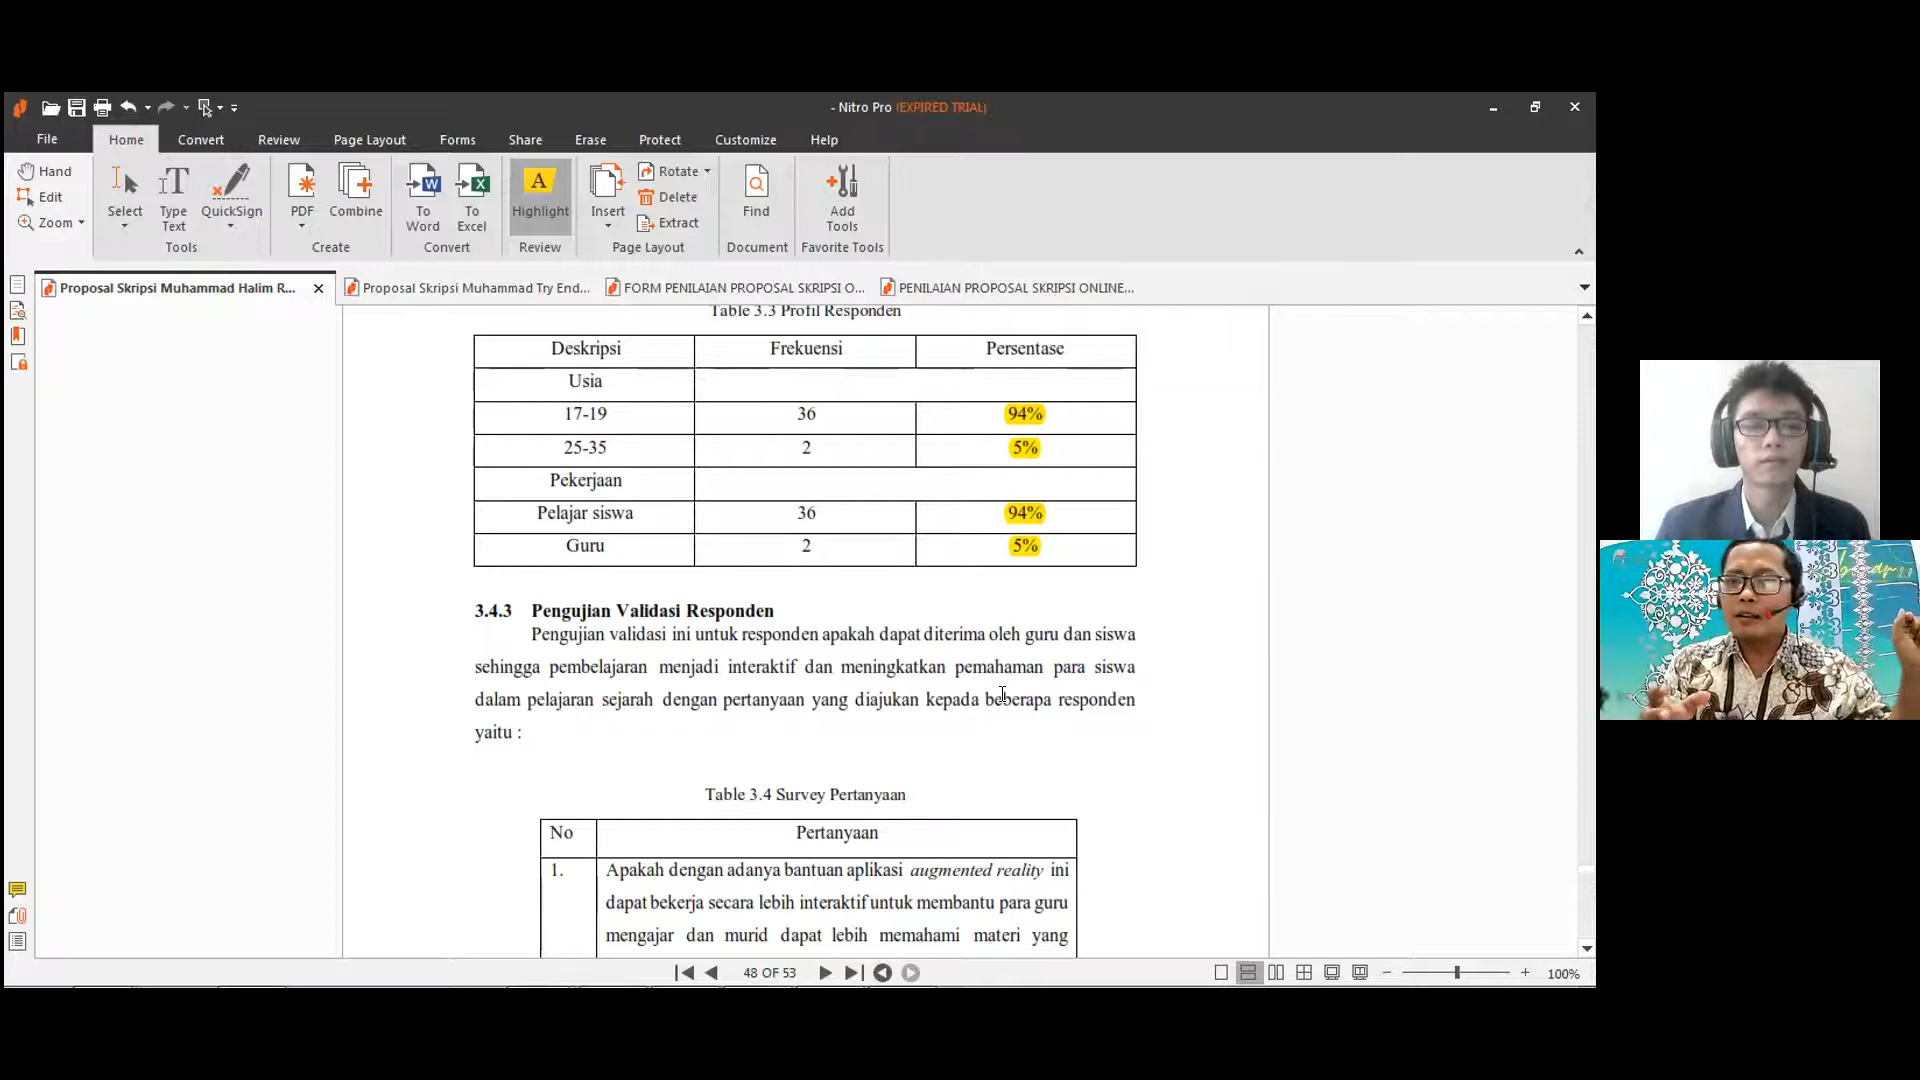 - Nitro Pro (EXPIRED TRIAL)
File Home Convert Review Page Layout Forms Share Erase Protect Customize Help
Hand
Edit
Zoom
Select
Type Text
QuickSign
Tools
PDF
Combine
Create
To Word
To Excel
Convert
Highlight
Review
Insert
Rotate
Delete
Extract
Page Layout
Find
Document
Add Tools
Favorite Tools
Proposal Skripsi Muhammad Halim R...
Proposal Skripsi Muhammad Try End...
FORM PENILAIAN PROPOSAL SKRIPSI O...
PENILAIAN PROPOSAL SKRIPSI ONLINE...
Table 3.3 Profil Responden
Deskripsi Frekuensi Persentase
Usia
17-19 36 94%
25-35 2 5%
Pekerjaan
Pelajar siswa 36 94%
Guru 2 5%
3.4.3 Pengujian Validasi Responden
Pengujian validasi ini untuk responden apakah dapat diterima oleh guru dan siswa
sehingga pembelajaran menjadi interaktif dan meningkatkan pemahaman para siswa
dalam pelajaran sejarah dengan pertanyaan yang diajukan kepada beberapa responden
yaitu :
Table 3.4 Survey Pertanyaan
No Pertanyaan
1. Apakah dengan adanya bantuan aplikasi augmented reality ini
dapat bekerja secara lebih interaktif untuk membantu para guru
mengajar dan murid dapat lebih memahami materi yang
48 OF 53
100%